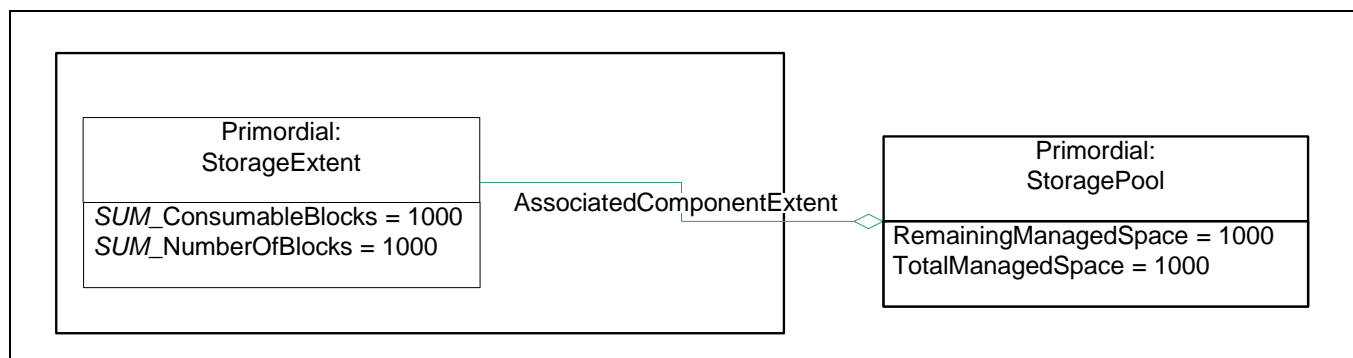 Primordial:
StorageExtent
SUM_ConsumableBlocks = 1000
SUM_NumberOfBlocks = 1000
AssociatedComponentExtent
Primordial:
StoragePool
RemainingManagedSpace = 1000
TotalManagedSpace = 1000